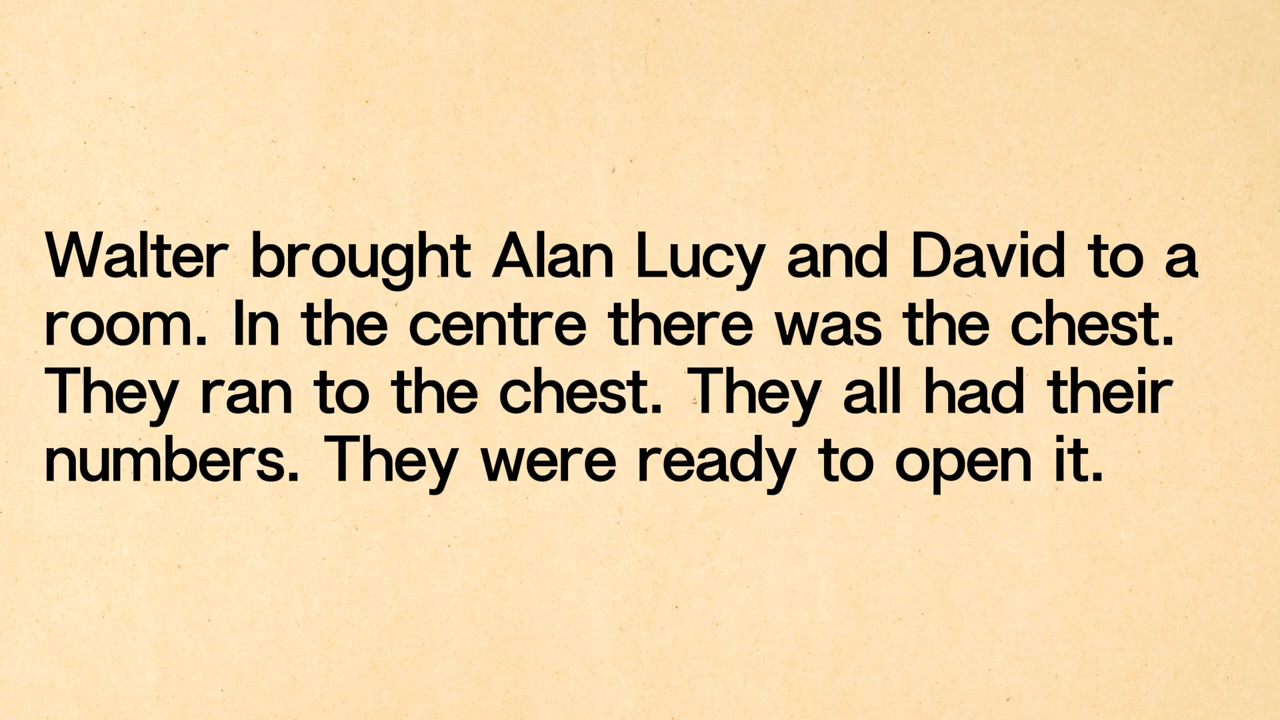 Walter brought Alan Lucy and David to a
room. In the centre there was the chest.
They ran to the chest. They all had their
numbers. They were ready to open it.